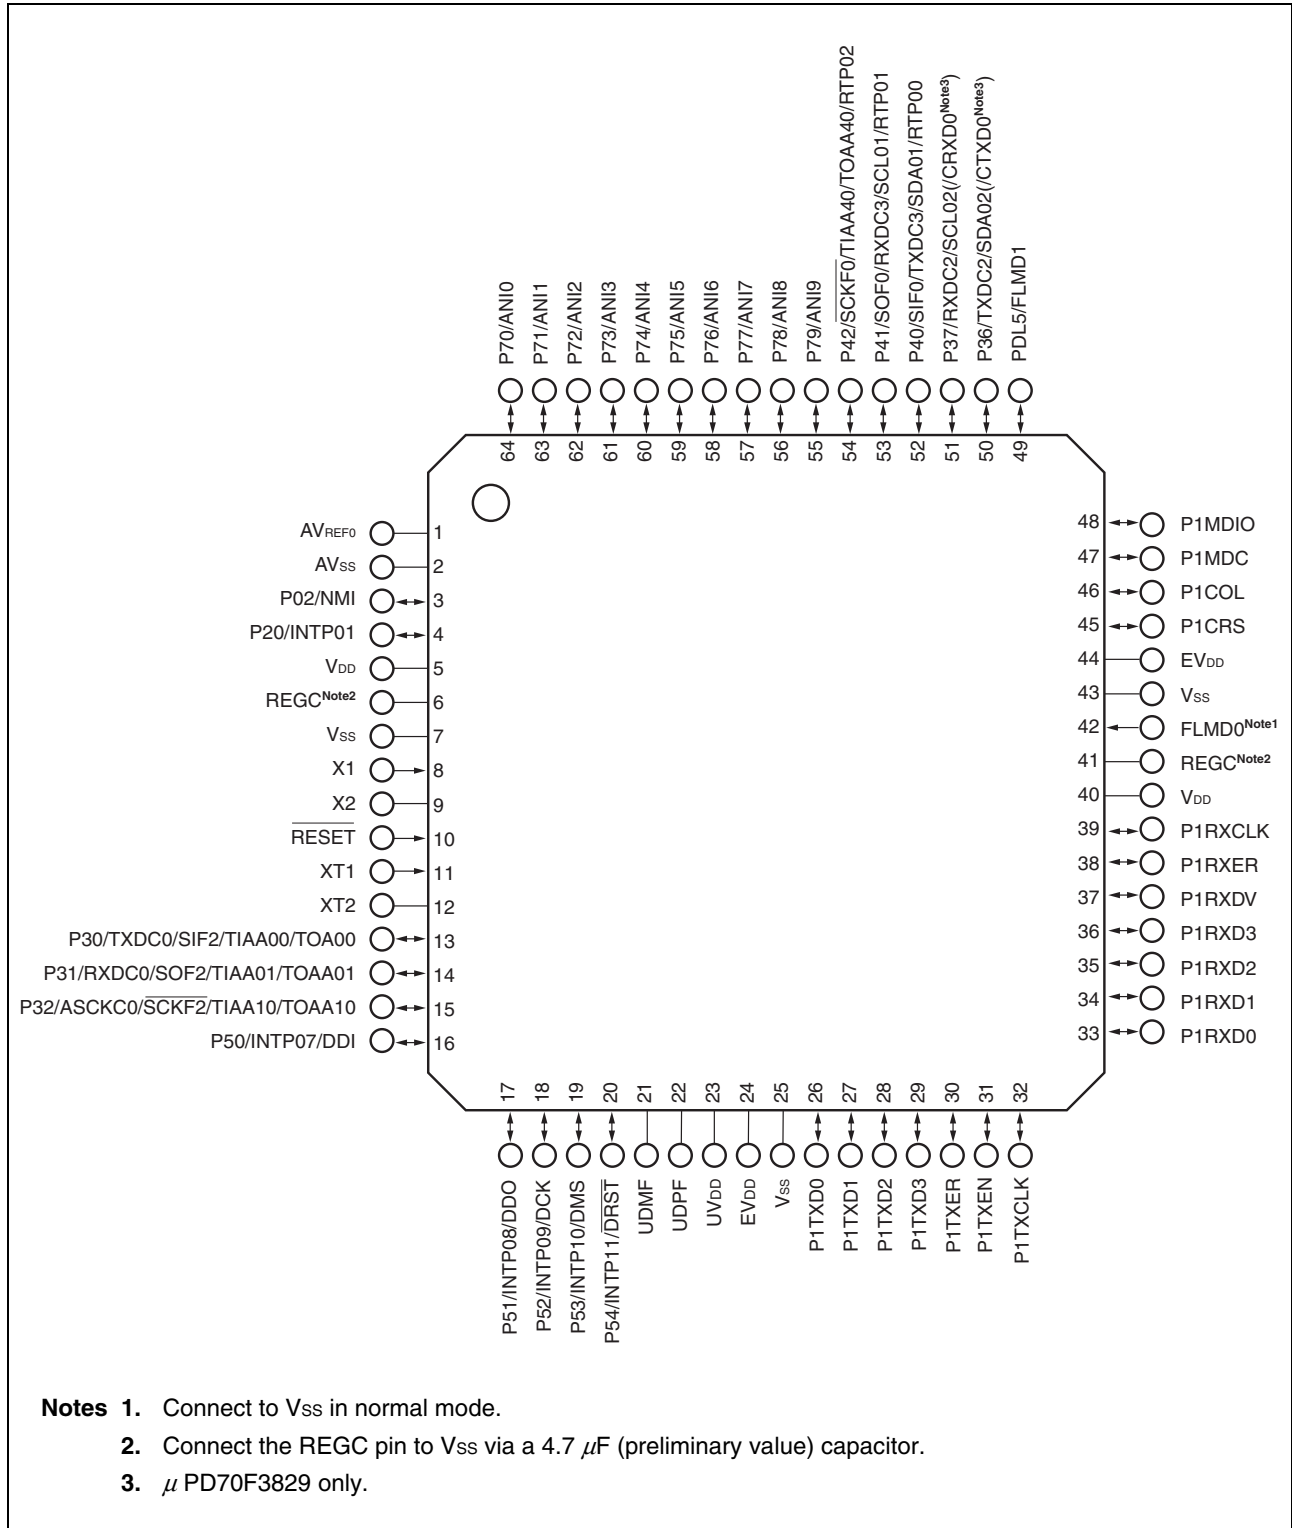 P70/ANI0
P71/ANI1
P72/ANI2
P73/ANI3
P74/ANI4
P75/ANI5
P76/ANI6
P77/ANI7
P78/ANI8
P79/ANI9
P42/SCKF0/TIAA40/TOAA40/RTP02
P41/SOF0/RXDC3/SCL01/RTP01
P40/SIF0/TXDC3/SDA01/RTP00
P37/RXDC2/SCL02(/CRXD0Note3)
P36/TXDC2/SDA02(/CTXD0Note3)
PDL5/FLMD1
64 63 62 61 60 59 58 57 56 55 54 53 52 51 50 49
AVREF0 1
AVSS 2
P02/NMI 3
P20/INTP01 4
VDD 5
REGCNote2 6
VSS 7
X1 8
X2 9
RESET 10
XT1 11
XT2 12
P30/TXDC0/SIF2/TIAA00/TOA00 13
P31/RXDC0/SOF2/TIAA01/TOAA01 14
P32/ASCKC0/SCKF2/TIAA10/TOAA10 15
P50/INTP07/DDI 16
48 P1MDIO
47 P1MDC
46 P1COL
45 P1CRS
44 EVDD
43 VSS
42 FLMD0Note1
41 REGCNote2
40 VDD
39 P1RXCLK
38 P1RXER
37 P1RXDV
36 P1RXD3
35 P1RXD2
34 P1RXD1
33 P1RXD0
17 18 19 20 21 22 23 24 25 26 27 28 29 30 31 32
P51/INTP08/DDO
P52/INTP09/DCK
P53/INTP10/DMS
P54/INTP11/DRST
UDMF
UDPF
UVDD
EVDD
VSS
P1TXD0
P1TXD1
P1TXD2
P1TXD3
P1TXER
P1TXEN
P1TXCLK
Notes 1. Connect to VSS in normal mode.
2. Connect the REGC pin to VSS via a 4.7 μF (preliminary value) capacitor.
3. μ PD70F3829 only.